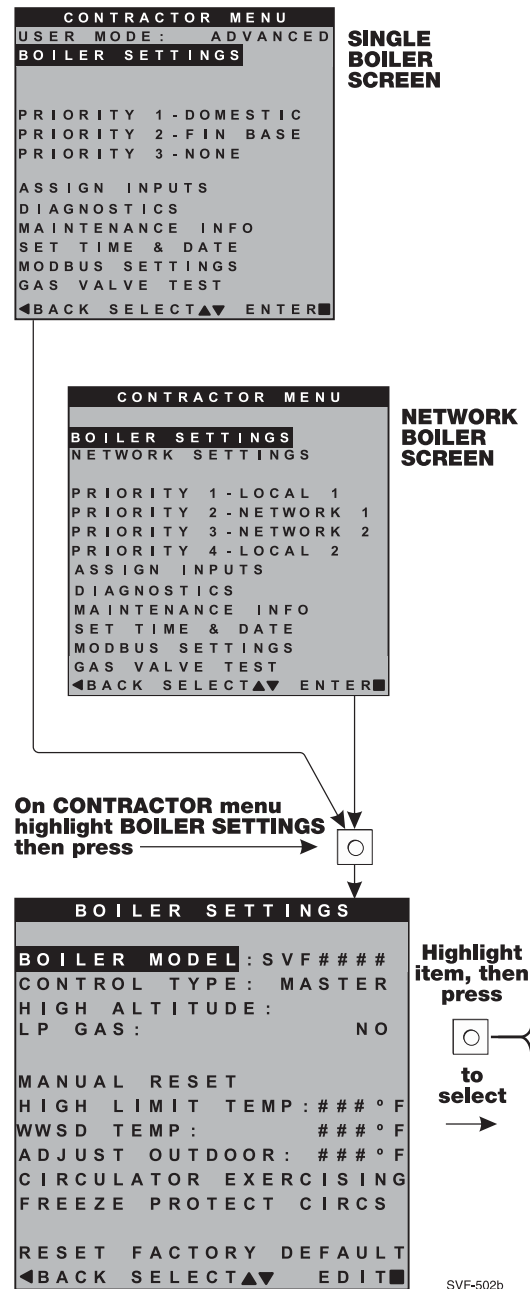 CONTRACTOR MENU
USER MODE: ADVANCED
BOILER SETTINGS
PRIORITY 1-DOMESTIC
PRIORITY 2-FIN BASE
PRIORITY 3-NONE
ASSIGN INPUTS
DIAGNOSTICS
MAINTENANCE INFO
SET TIME & DATE
MODBUS SETTINGS
GAS VALVE TEST
◀BACK SELECT▲▼ ENTER■
SINGLE
BOILER
SCREEN
CONTRACTOR MENU
BOILER SETTINGS
NETWORK SETTINGS
PRIORITY 1-LOCAL 1
PRIORITY 2-NETWORK 1
PRIORITY 3-NETWORK 2
PRIORITY 4-LOCAL 2
ASSIGN INPUTS
DIAGNOSTICS
MAINTENANCE INFO
SET TIME & DATE
MODBUS SETTINGS
GAS VALVE TEST
◀BACK SELECT▲▼ ENTER■
NETWORK
BOILER
SCREEN
On CONTRACTOR menu
highlight BOILER SETTINGS
then press
BOILER SETTINGS
BOILER MODEL:SVF####
CONTROL TYPE: MASTER
HIGH ALTITUDE:
LP GAS: NO
MANUAL RESET
HIGH LIMIT TEMP:###°F
WWSD TEMP: ###°F
ADJUST OUTDOOR: ###°F
CIRCULATOR EXERCISING
FREEZE PROTECT CIRCS
RESET FACTORY DEFAULT
◀BACK SELECT▲▼ EDIT■
Highlight
item, then
press
to
select
SVF-502b